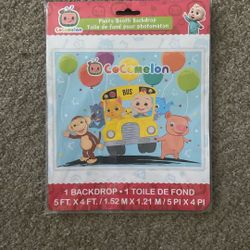 CoComelon
Photo Booth Backdrop
Toile de fond pour photomaton
CoComelon
BUS
1 BACKDROP • 1 TOILE DE FOND
5 FT. X 4 FT. / 1.52 M X 1.21 M / 5 PI X 4 PI